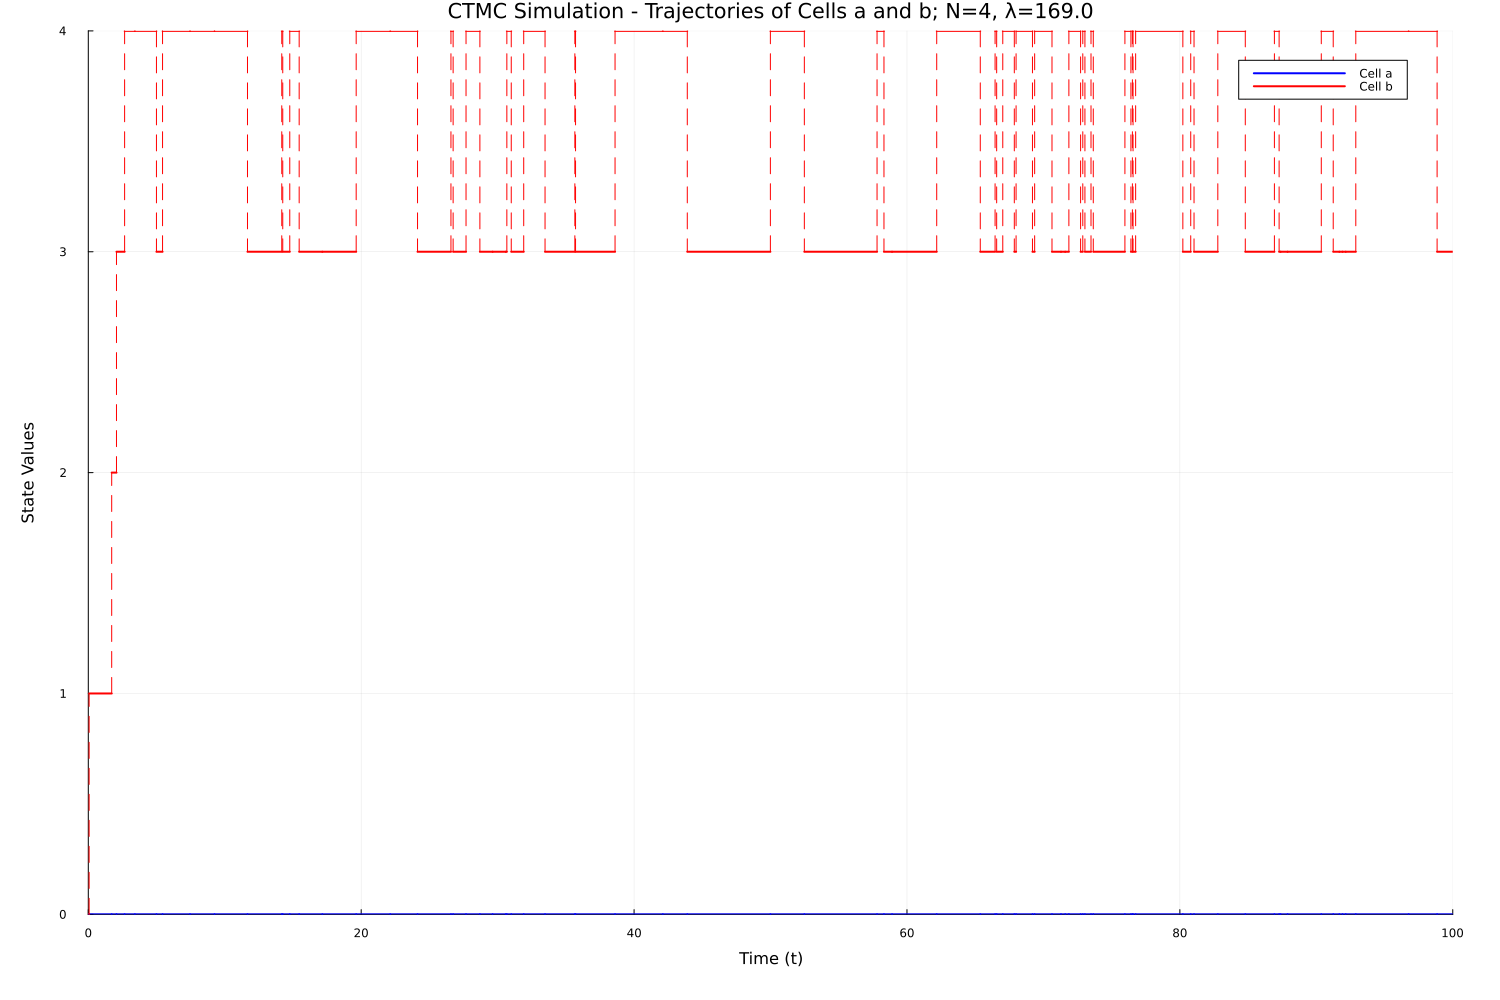 CTMC Simulation - Trajectories of Cells a and b; N=4, λ=169.0
4
Cell a
Cell b
3
State Values
2
1
0
0 20 40 60 80 100
Time (t)